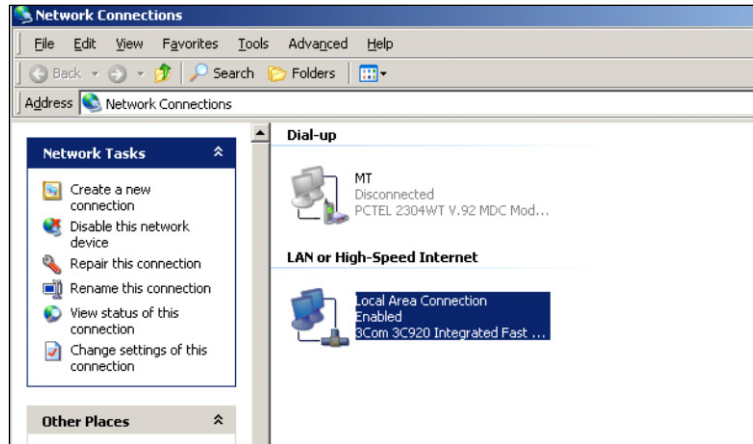 Network Connections
File Edit View Favorites Tools Advanced Help
Back Search Folders
Address Network Connections
Network Tasks
Create a new
connection
Disable this network
device
Repair this connection
Rename this connection
View status of this
connection
Change settings of this
connection
Other Places
Dial-up
MT
Disconnected
PCTEL 2304WT V.92 MDC Mod...
LAN or High-Speed Internet
Local Area Connection
Enabled
3Com 3C920 Integrated Fast ...